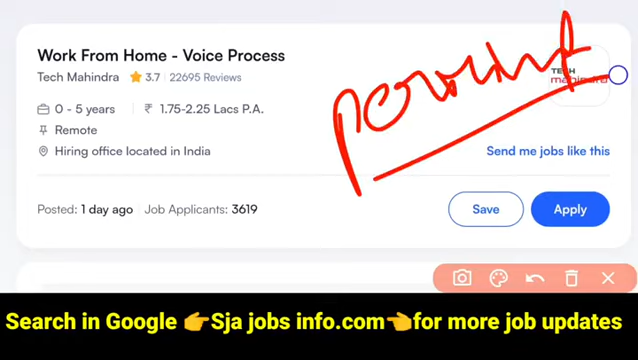 Work From Home - Voice Process
Tech Mahindra 3.7 22695 Reviews
0 - 5 years ₹ 1.75-2.25 Lacs P.A.
Remote
Hiring office located in India
Send me jobs like this
Posted: 1 day ago Job Applicants: 3619
Save Apply
TECH
mahindra
Search in Google 👉Sja jobs info.com👈for more job updates